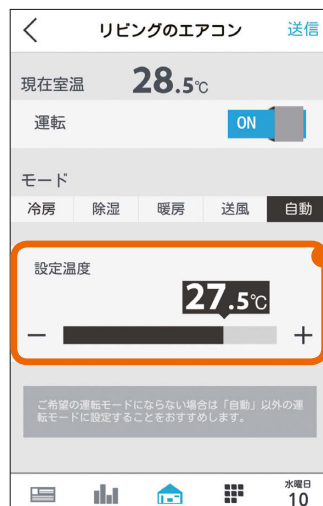 リビングのエアコン 送信
現在室温 28.5℃
運転 ON
モード
冷房 除湿 暖房 送風 自動
設定温度
27.5℃
− +
ご希望の運転モードにならない場合は「自動」以外の運
転モードに設定することをおすすめします。
水曜日
10